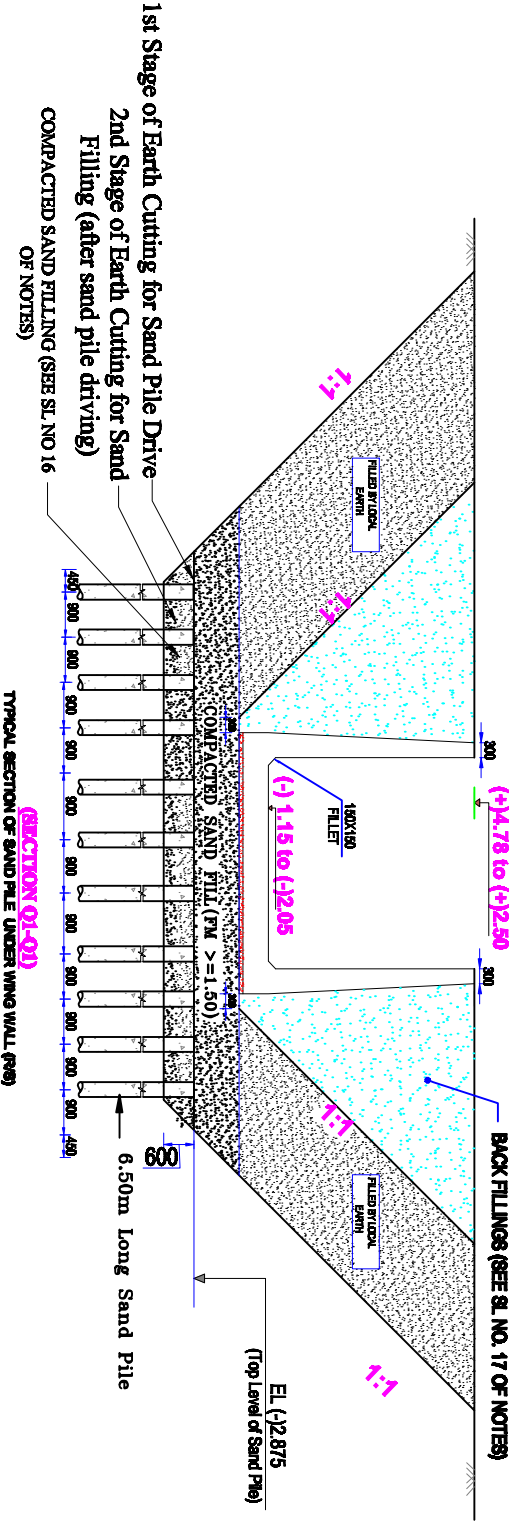 (+)4.78 to (+)2.50
BACK FILLINGS (SEE SL NO. 17 OF NOTES)
300
300
1:1
1:1
1:1
1:1
FILLED BY LOCAL
EARTH
FILLED BY LOCAL
EARTH
150X150
FILLET
(-) 1.15 to (-)2.05
COMPACTED SAND FILL (FM >=1.50)
EL (-)2.875
(Top Level of Sand Pile)
600
6.50m Long Sand Pile
1st Stage of Earth Cutting for Sand Pile Drive
2nd Stage of Earth Cutting for Sand
Filling (after sand pile driving)
COMPACTED SAND FILLING (SEE SL NO 16
OF NOTES)
450 900 900 900 900 900 900 900 900 900 900 900 450
(SECTION Q1-Q1)
TYPICAL SECTION OF SAND PILE UNDER WING WALL (R/S)